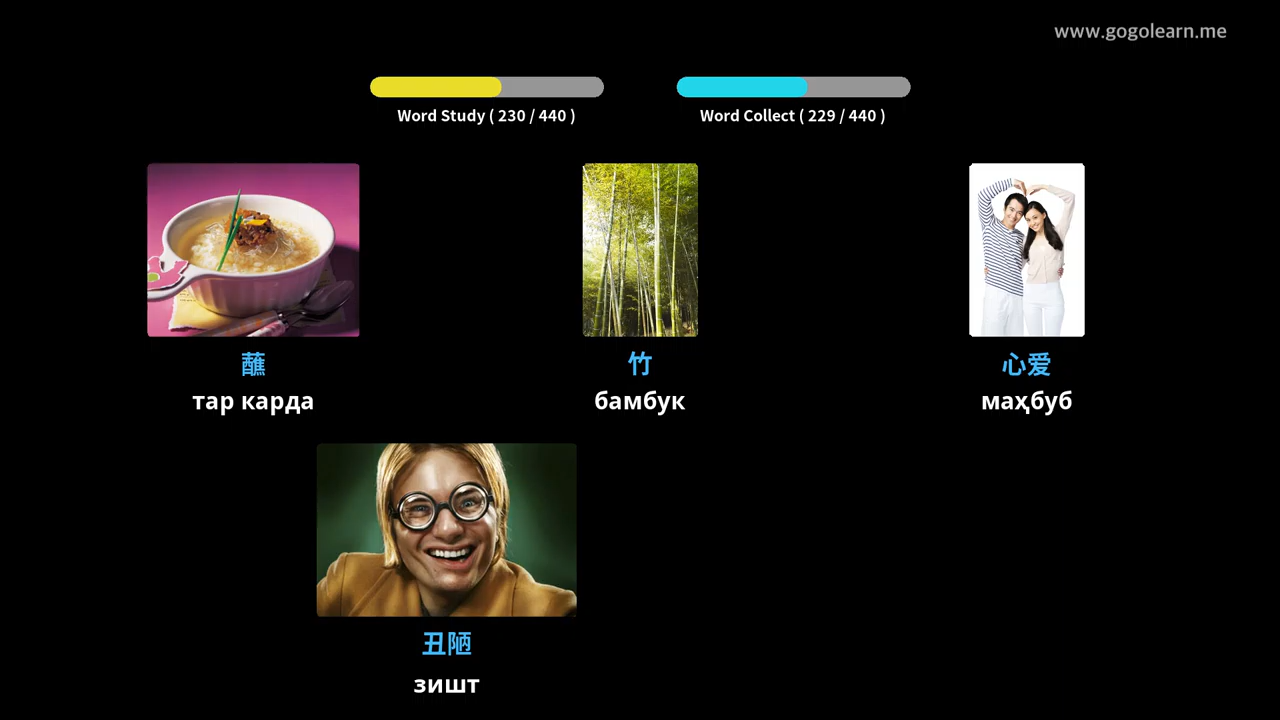 www.gogolearn.me
Word Study ( 230 / 440 )
Word Collect ( 229 / 440 )
蘸
тар карда
竹
бамбук
心爱
маҳбуб
丑陋
зишт